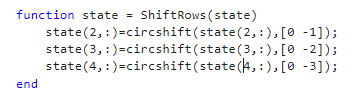 function state = ShiftRows(state)
state(2,:)=circshift(state(2,:),[0 -1]);
state(3,:)=circshift(state(3,:),[0 -2]);
state(4,:)=circshift(state(4,:),[0 -3]);
end